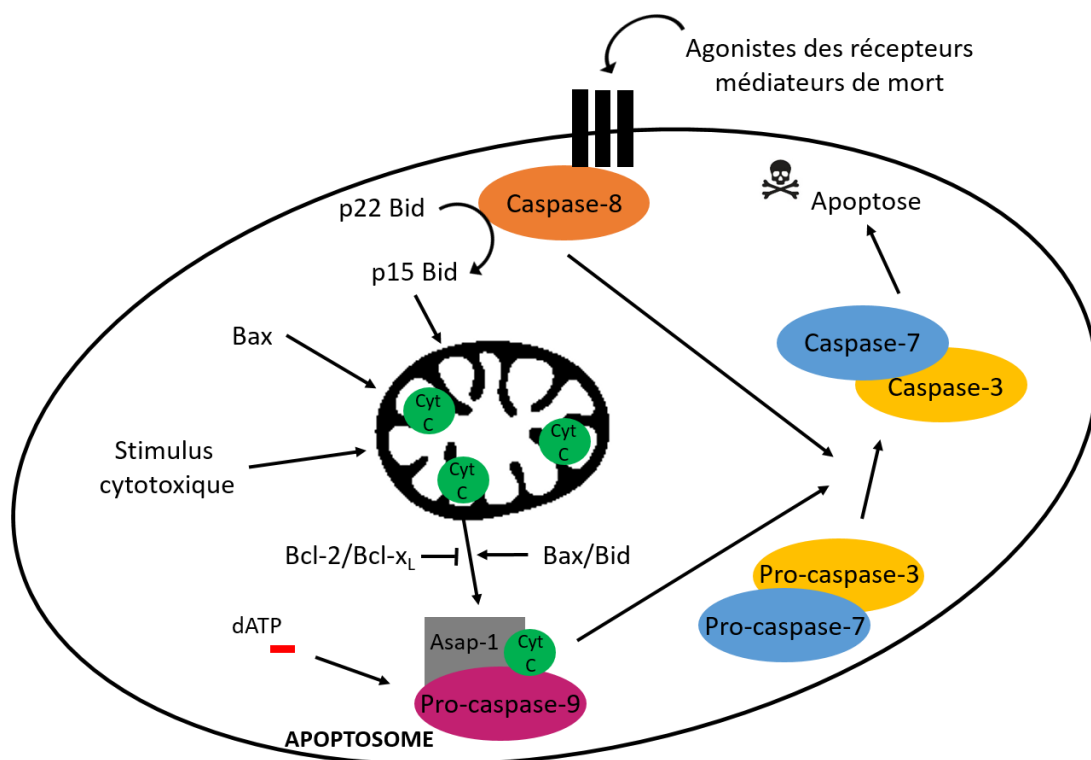 Agonistes des récepteurs
médiateurs de mort
Caspase-8
p22 Bid
Apoptose
p15 Bid
Bax
Caspase-7
Caspase-3
Cyt
C
Cyt
C
Cyt
C
Stimulus
cytotoxique
Bcl-2/Bcl-xL
Bax/Bid
Pro-caspase-3
Pro-caspase-7
dATP
Asap-1
Cyt
C
Pro-caspase-9
APOPTOSOME